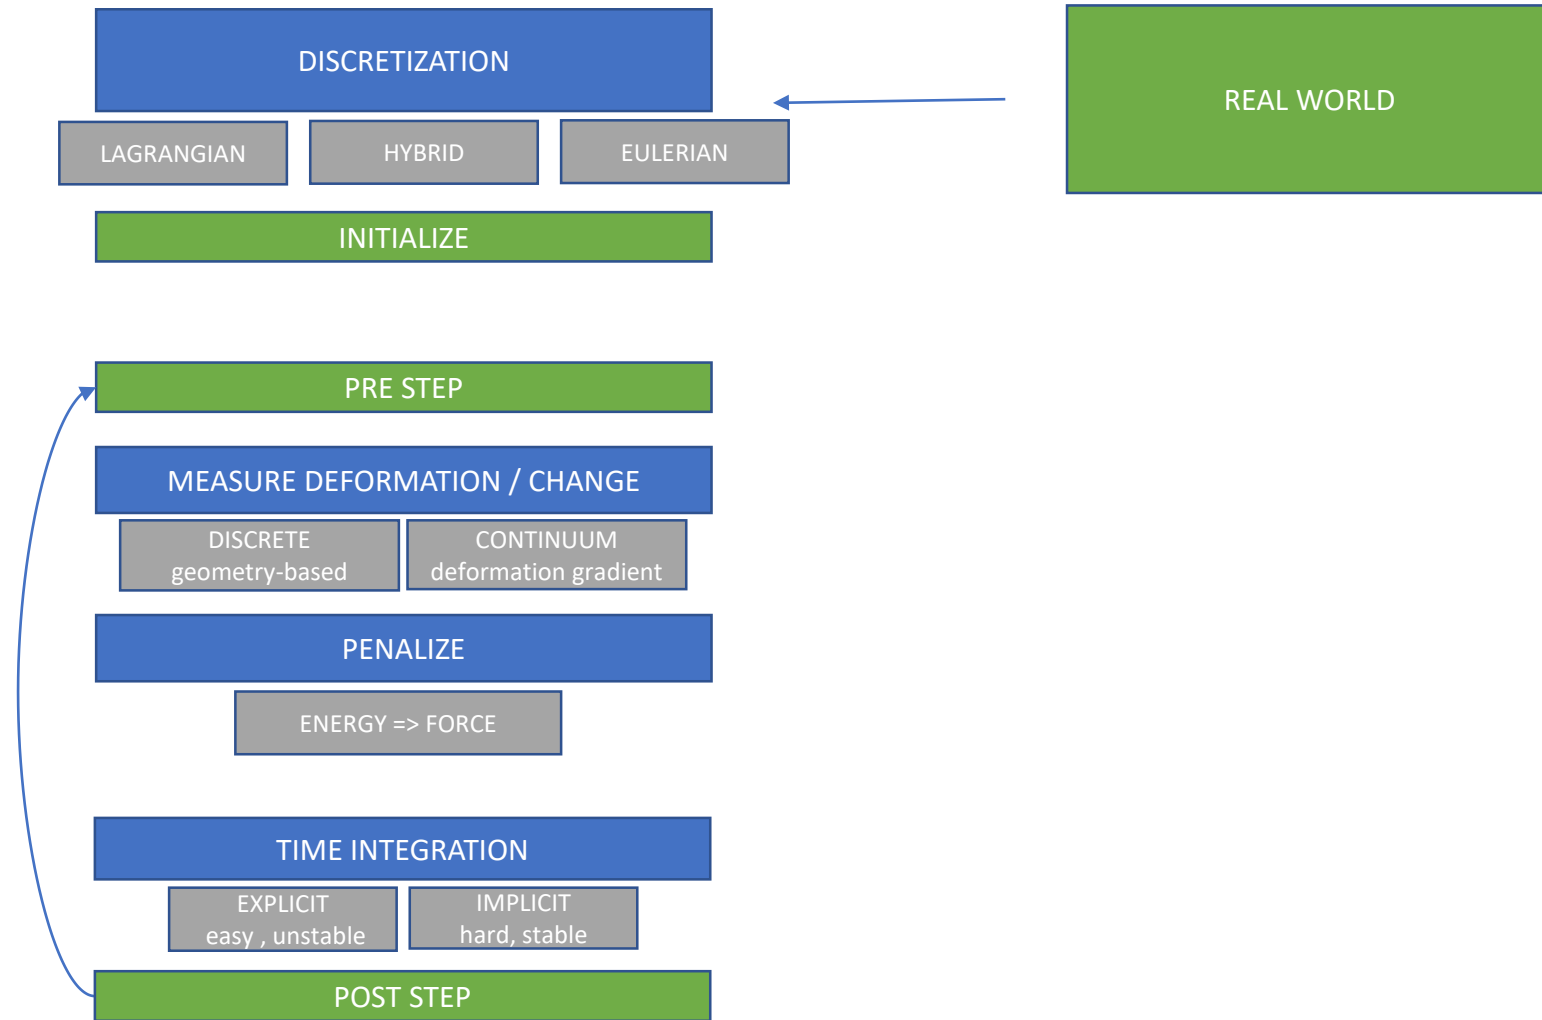 DISCRETIZATION
REAL WORLD
LAGRANGIAN
HYBRID
EULERIAN
INITIALIZE
PRE STEP
MEASURE DEFORMATION / CHANGE
DISCRETE
geometry-based
CONTINUUM
deformation gradient
PENALIZE
ENERGY => FORCE
TIME INTEGRATION
EXPLICIT
easy , unstable
IMPLICIT
hard, stable
POST STEP